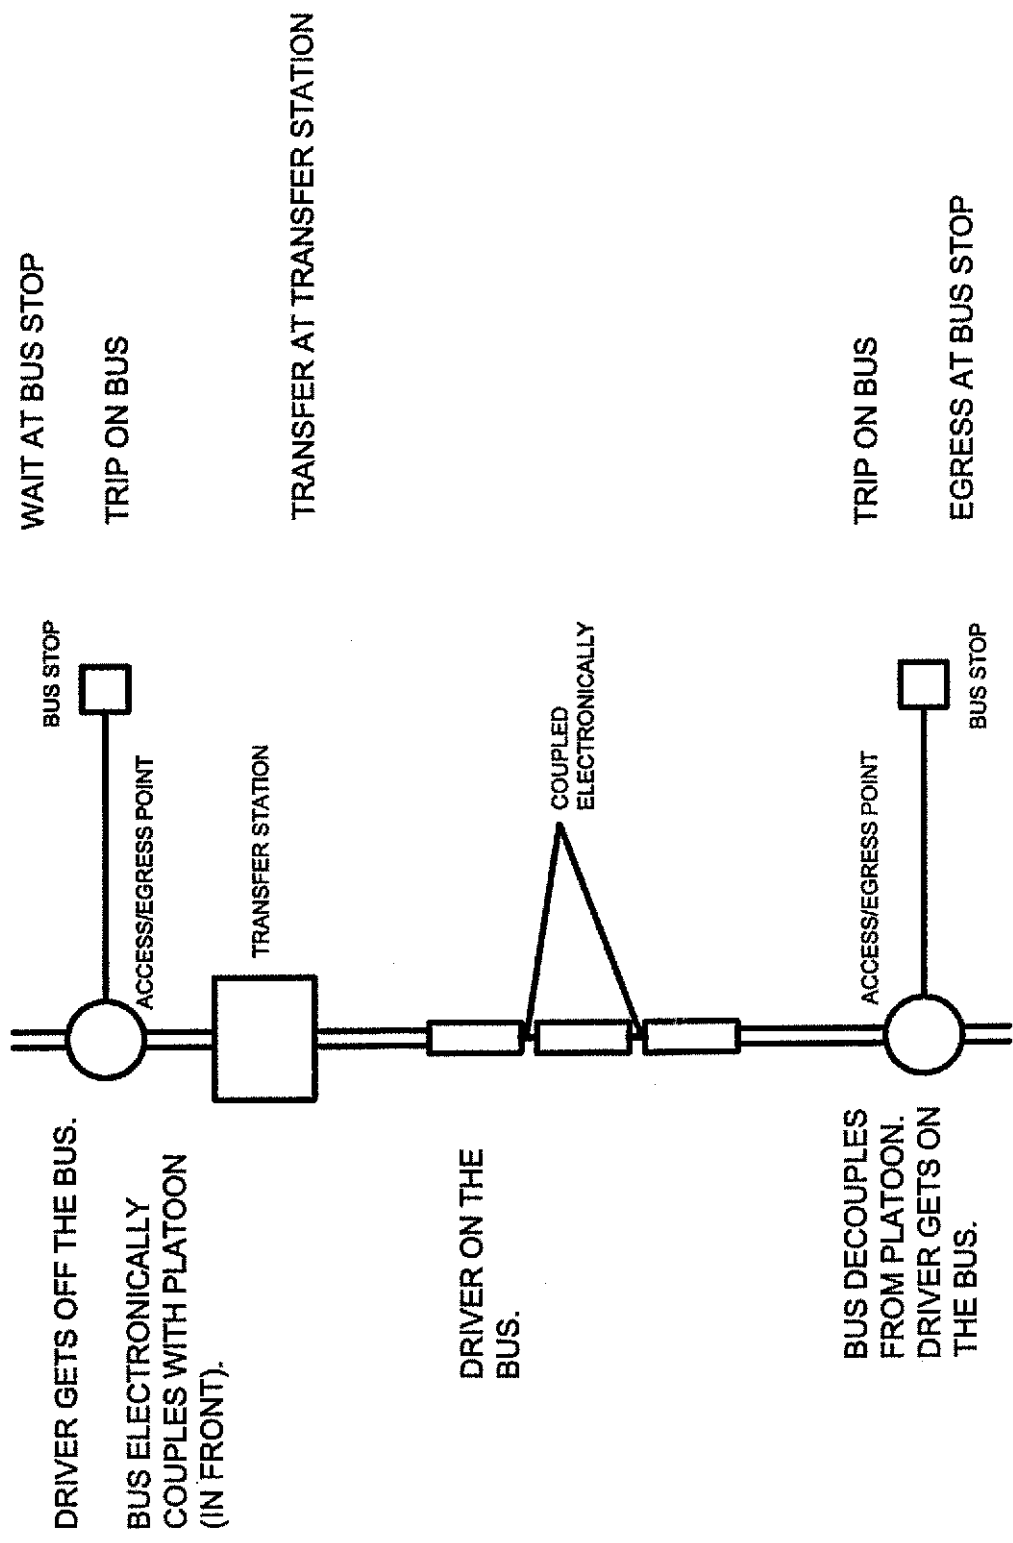 WAIT AT BUS STOP
TRIP ON BUS
TRANSFER AT TRANSFER STATION
TRIP ON BUS
EGRESS AT BUS STOP
BUS STOP
ACCESS/EGRESS POINT
TRANSFER STATION
COUPLED
ELECTRONICALLY
ACCESS/EGRESS POINT
BUS STOP
DRIVER GETS OFF THE BUS.
BUS ELECTRONICALLY
COUPLES WITH PLATOON
(IN FRONT).
DRIVER ON THE
BUS.
BUS DECOUPLES
FROM PLATOON.
DRIVER GETS ON
THE BUS.